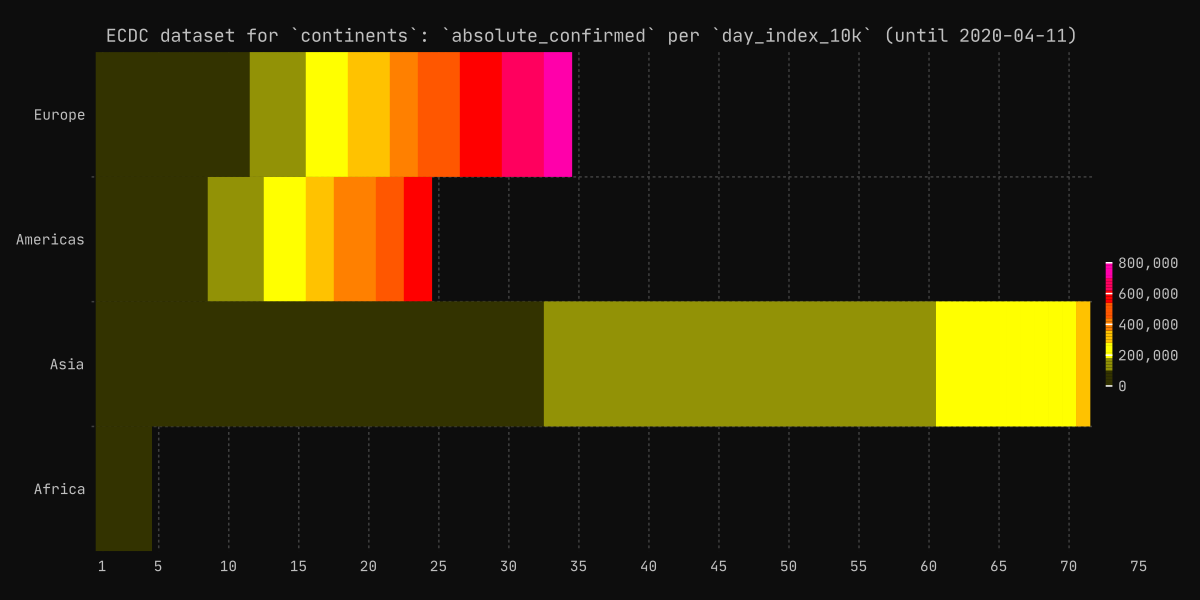 ECDC dataset for `continents`: `absolute_confirmed` per `day_index_10k` (until 2020-04-11)
Europe
Americas
Asia
Africa
800,000
600,000
400,000
200,000
0
1 5 10 15 20 25 30 35 40 45 50 55 60 65 70 75